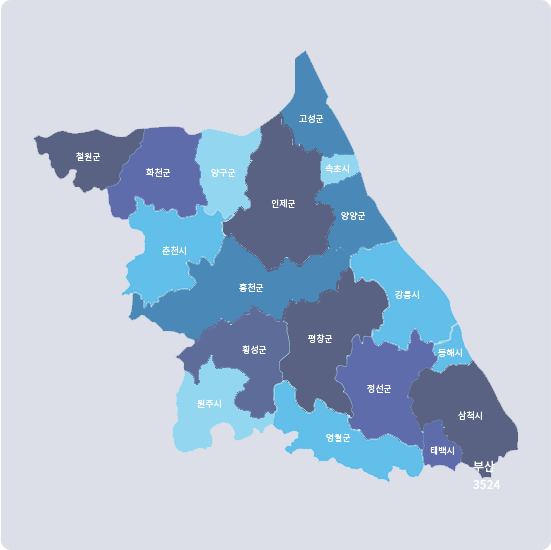 고성군
철원군
화천군
양구군
속초시
인제군
양양군
춘천시
홍천군
강릉시
평창군
횡성군
동해시
정선군
원주시
삼척시
영월군
태백시
부산
3524